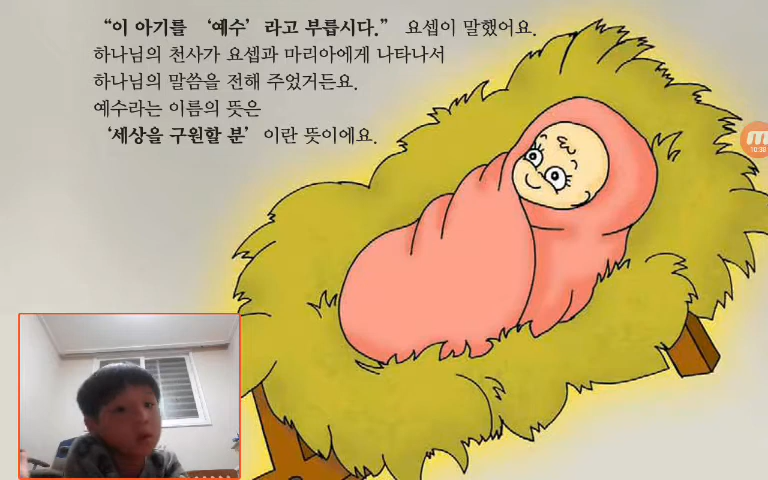 “이 아기를 ‘예수’ 라고 부릅시다.” 요셉이 말했어요.
하나님의 천사가 요셉과 마리아에게 나타나서
하나님의 말씀을 전해 주었거든요.
예수라는 이름의 뜻은
‘세상을 구원할 분’ 이란 뜻이에요.
10:38